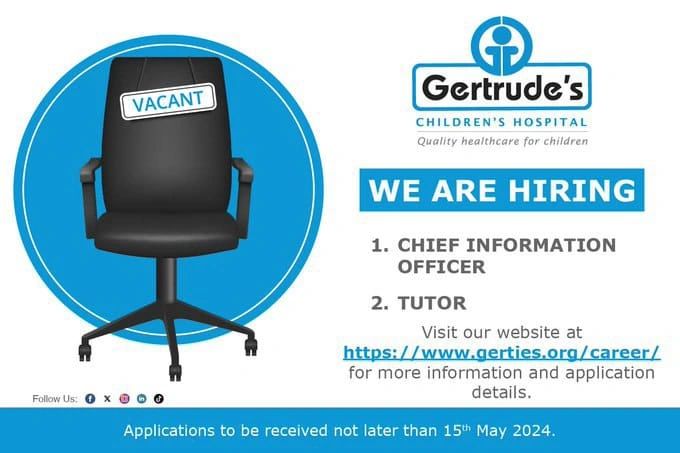 VACANT
Gertrude's
CHILDREN'S HOSPITAL
Quality healthcare for children
WE ARE HIRING
1. CHIEF INFORMATION
OFFICER
2. TUTOR
Visit our website at
https://www.gerties.org/career/
for more information and application
details.
Follow Us:
Applications to be received not later than 15th May 2024.